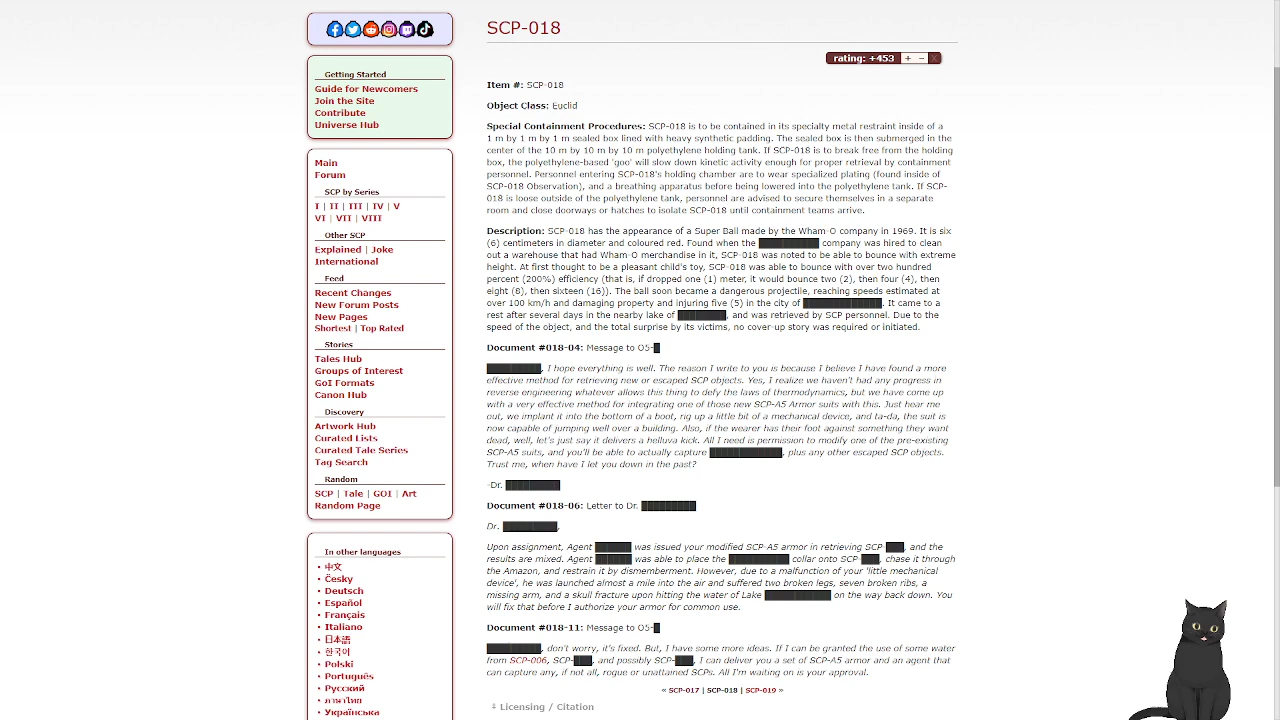 SCP-018
rating: +453 + − X
Getting Started
Guide for Newcomers
Join the Site
Contribute
Universe Hub
Main
Forum
SCP by Series
I | II | III | IV | V
VI | VII | VIII
Other SCP
Explained | Joke
International
Feed
Recent Changes
New Forum Posts
New Pages
Shortest | Top Rated
Stories
Tales Hub
Groups of Interest
GoI Formats
Canon Hub
Discovery
Artwork Hub
Curated Lists
Curated Tale Series
Tag Search
Random
SCP | Tale | GOI | Art
Random Page
In other languages
中文
Česky
Deutsch
Español
Français
Italiano
日本語
한국어
Polski
Português
Русский
ภาษาไทย
Українська
Item #: SCP-018
Object Class: Euclid
Special Containment Procedures: SCP-018 is to be contained in its specialty metal restraint inside of a
1 m by 1 m by 1 m sealed box lined with heavy synthetic padding. The sealed box is then submerged in the
center of the 10 m by 10 m by 10 m polyethylene holding tank. If SCP-018 is to break free from the holding
box, the polyethylene-based 'goo' will slow down kinetic activity enough for proper retrieval by containment
personnel. Personnel entering SCP-018's holding chamber are to wear specialized plating (found inside of
SCP-018 Observation), and a breathing apparatus before being lowered into the polyethylene tank. If SCP-
018 is loose outside of the polyethylene tank, personnel are advised to secure themselves in a separate
room and close doorways or hatches to isolate SCP-018 until containment teams arrive.
Description: SCP-018 has the appearance of a Super Ball made by the Wham-O company in 1969. It is six
(6) centimeters in diameter and coloured red. Found when the ██████████ company was hired to clean
out a warehouse that had Wham-O merchandise in it, SCP-018 was noted to be able to bounce with extreme
height. At first thought to be a pleasant child's toy, SCP-018 was able to bounce with over two hundred
percent (200%) efficiency (that is, if dropped one (1) meter, it would bounce two (2), then four (4), then
eight (8), then sixteen (16)). The ball soon became a dangerous projectile, reaching speeds estimated at
over 100 km/h and damaging property and injuring five (5) in the city of █████████████. It came to a
rest after several days in the nearby lake of ████████, and was retrieved by SCP personnel. Due to the
speed of the object, and the total surprise by its victims, no cover-up story was required or initiated.
Document #018-04: Message to O5-█
█████████, I hope everything is well. The reason I write to you is because I believe I have found a more
effective method for retrieving new or escaped SCP objects. Yes, I realize we haven't had any progress in
reverse engineering whatever allows this thing to defy the laws of thermodynamics, but we have come up
with a very effective method for integrating one of those new SCP-A5 Armor suits with this. Just hear me
out, we implant it into the bottom of a boot, rig up a little bit of a mechanical device, and ta-da, the suit is
now capable of jumping well over a building. Also, if the wearer has their foot against something they want
dead, well, let's just say it delivers a helluva kick. All I need is permission to modify one of the pre-existing
SCP-A5 suits, and you'll be able to actually capture ████████████, plus any other escaped SCP objects.
Trust me, when have I let you down in the past?
-Dr. █████████
Document #018-06: Letter to Dr. █████████
Dr. █████████,
Upon assignment, Agent ██████ was issued your modified SCP-A5 armor in retrieving SCP-███, and the
results are mixed. Agent ██████ was able to place the ██████████ collar onto SCP-███, chase it through
the Amazon, and restrain it by dismemberment. However, due to a malfunction of your 'little mechanical
device', he was launched almost a mile into the air and suffered two broken legs, seven broken ribs, a
missing arm, and a skull fracture upon hitting the water of Lake ███████████ on the way back down. You
will fix that before I authorize your armor for common use.
Document #018-11: Message to O5-█
█████████, don't worry, it's fixed. But, I have some more ideas. If I can be granted the use of some water
from SCP-006, SCP-███, and possibly SCP-███, I can deliver you a set of SCP-A5 armor and an agent that
can capture any, if not all, rogue or unattained SCPs. All I'm waiting on is your approval.
« SCP-017 | SCP-018 | SCP-019 »
‡ Licensing / Citation